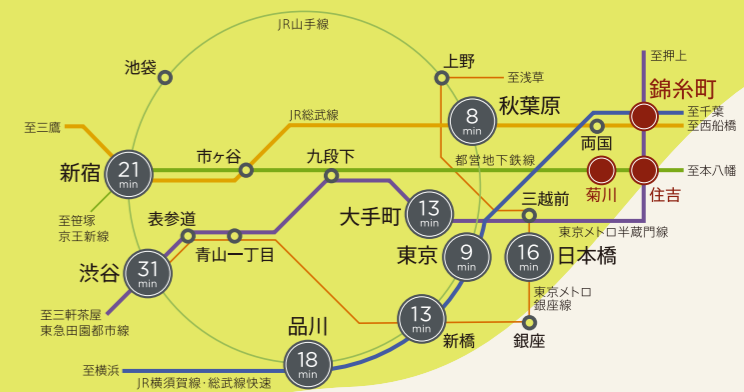 JR山手線
池袋
上野
至浅草
至押上
錦糸町
至千葉
至西船橋
秋葉原
8
min
JR総武線
至三鷹
両国
新宿
21
min
市ヶ谷
九段下
都営地下鉄線
至本八幡
菊川
住吉
至笹塚
京王新線
表参道
青山一丁目
大手町
13
min
三越前
東京メトロ半蔵門線
渋谷
31
min
東京
9
min
16
min
日本橋
東京メトロ
銀座線
至三軒茶屋
東急田園都市線
品川
13
min
新橋
銀座
18
min
至横浜
JR横須賀線・総武線快速